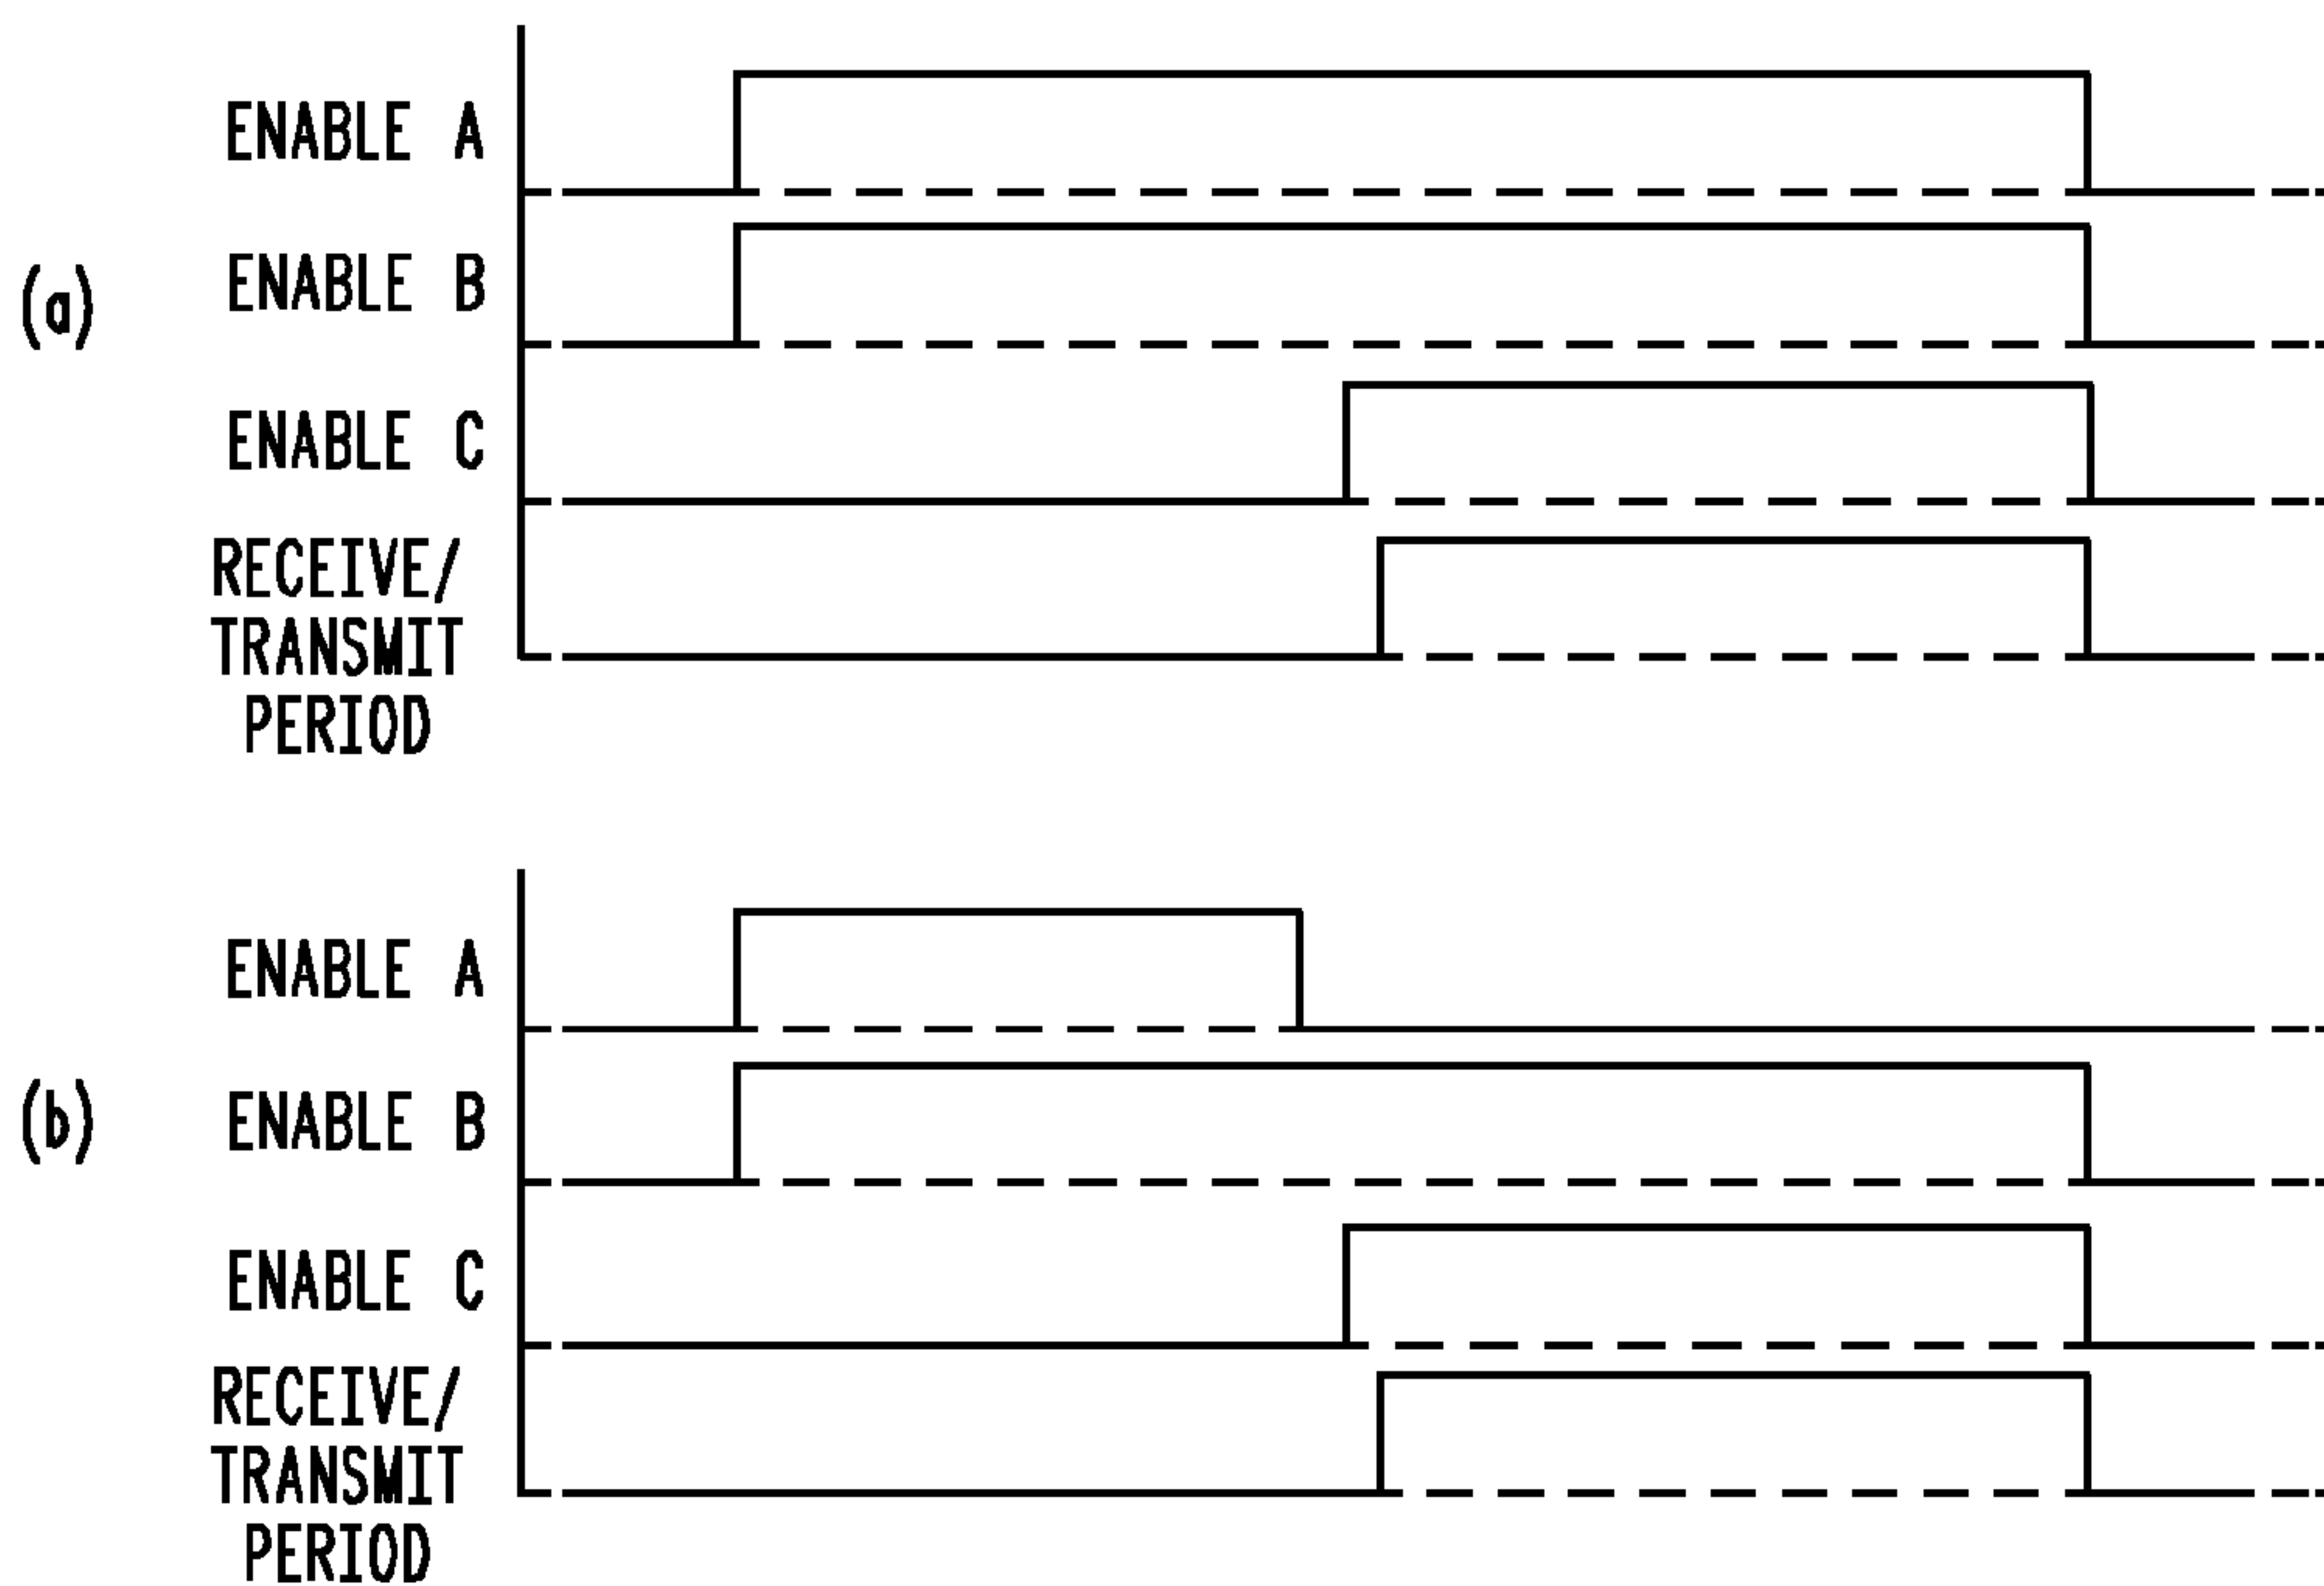 (a)
ENABLE A
ENABLE B
ENABLE C
RECEIVE/
TRANSMIT
PERIOD
(b)
ENABLE A
ENABLE B
ENABLE C
RECEIVE/
TRANSMIT
PERIOD